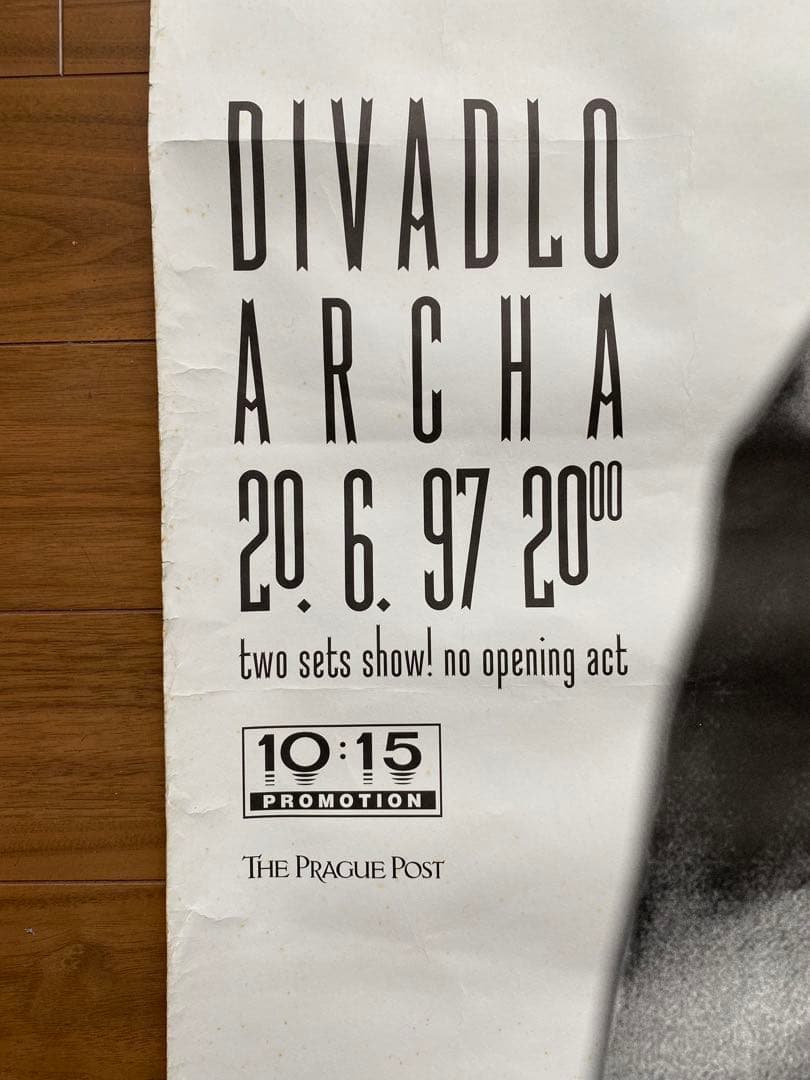 DIVADLO
ARCHA
20. 6. 97 20⁰⁰
two sets show! no opening act
10:15
PROMOTION
THE PRAGUE POST